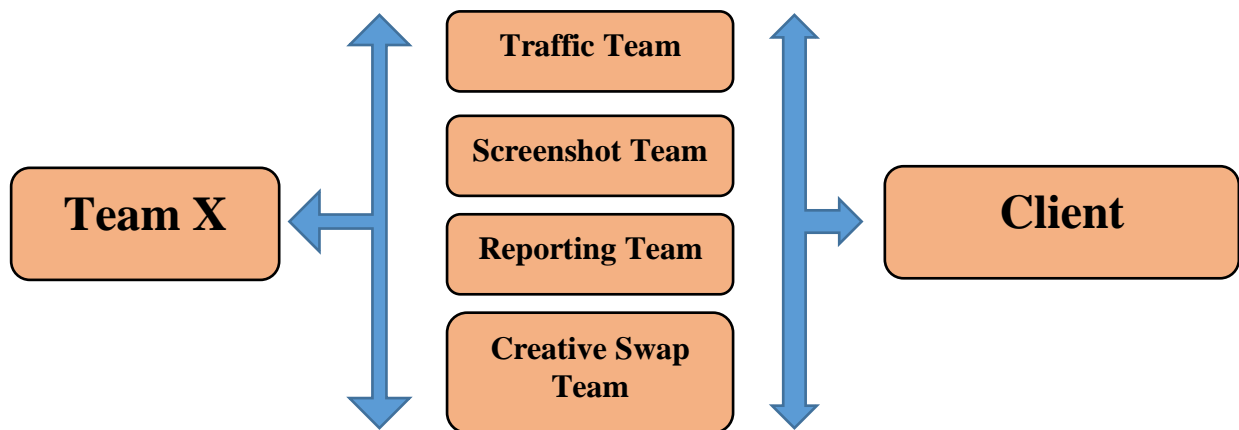 Traffic Team
Screenshot Team
Team X
Client
Reporting Team
Creative Swap
Team